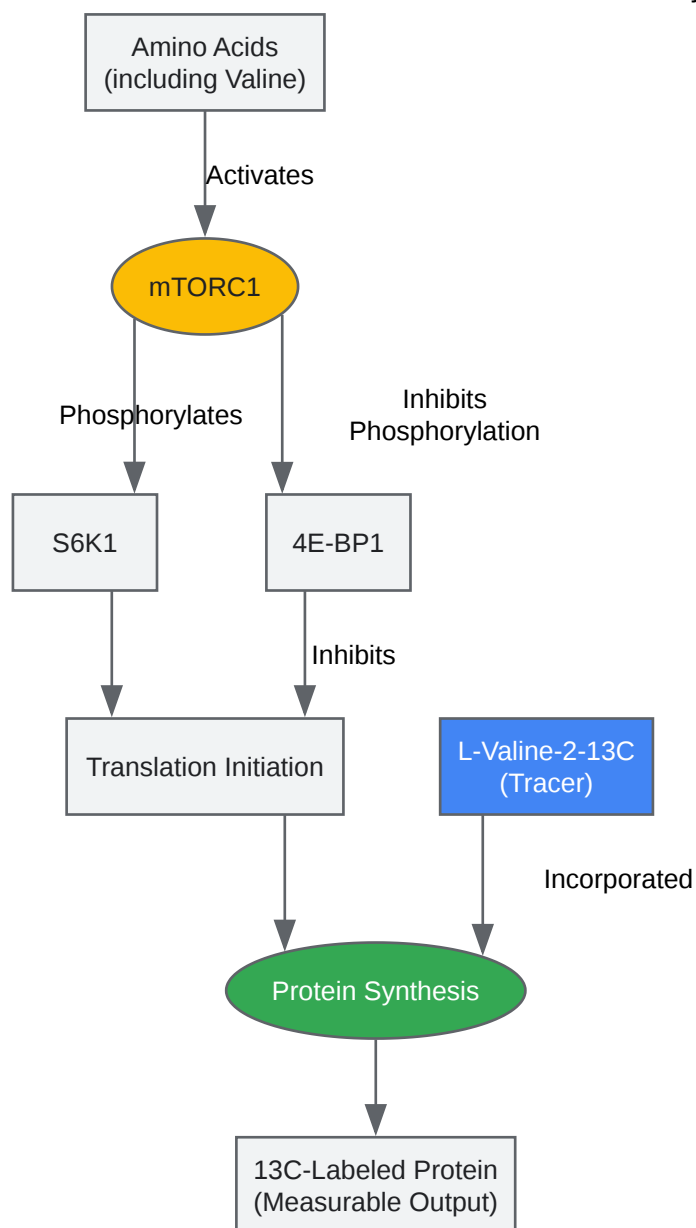 Amino Acids
(including Valine)
Activates
mTORC1
Phosphorylates
Inhibits
Phosphorylation
S6K1
4E-BP1
Inhibits
Translation Initiation
L-Valine-2-13C
(Tracer)
Incorporated
Protein Synthesis
13C-Labeled Protein
(Measurable Output)